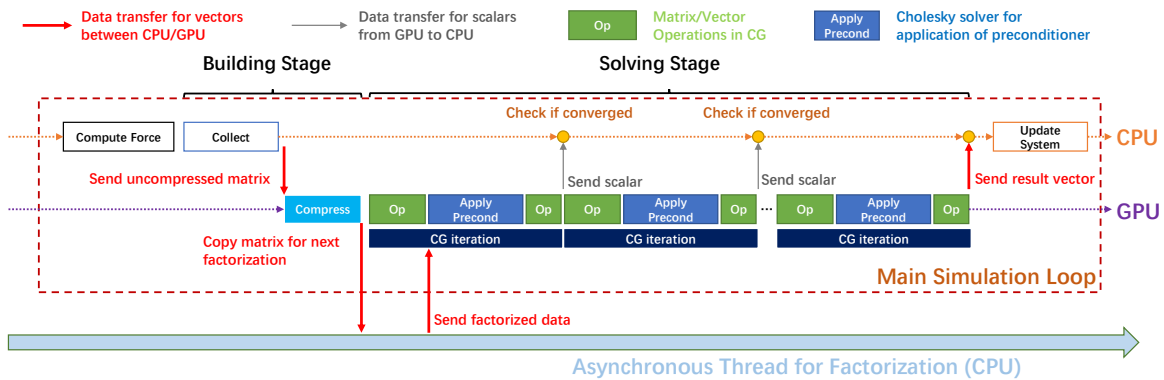 Data transfer for vectors
between CPU/GPU
Data transfer for scalars
from GPU to CPU
Op
Matrix/Vector
Operations in CG
Apply
Precond
Cholesky solver for
application of preconditioner
Building Stage
Solving Stage
Check if converged
Check if converged
Compute Force
Collect
Update
System
CPU
Send uncompressed matrix
Send scalar
Send scalar
Send result vector
Compress
Op
Apply
Precond
Op
Op
Apply
Precond
Op
...
Op
Apply
Precond
Op
GPU
Copy matrix for next
factorization
CG iteration
CG iteration
CG iteration
Main Simulation Loop
Send factorized data
Asynchronous Thread for Factorization (CPU)